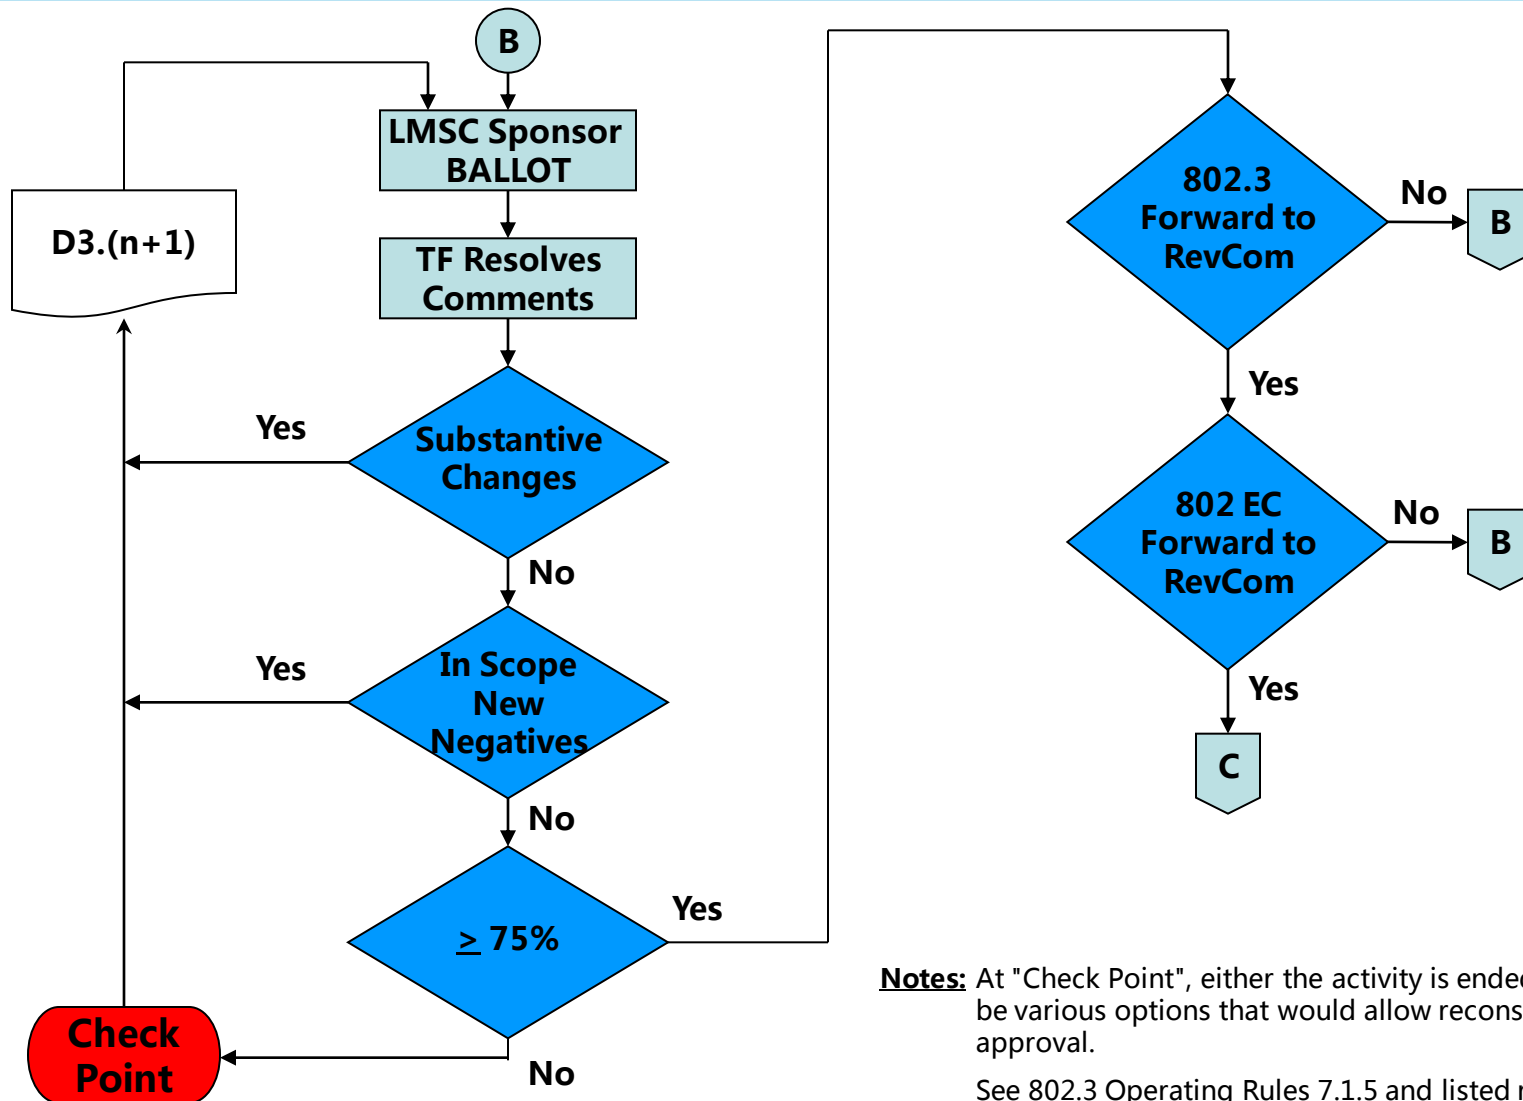 B
LMSC Sponsor
BALLOT
D3.(n+1)
TF Resolves
Comments
Yes
Substantive
Changes
No
Yes
In Scope
New
Negatives
No
≥ 75%
Yes
No
Check
Point
802.3
Forward to
RevCom
No
B
Yes
802 EC
Forward to
RevCom
No
B
Yes
C
Notes: At "Check Point", either the activity is ended
be various options that would allow recons
approval.
See 802.3 Operating Rules 7.1.5 and listed